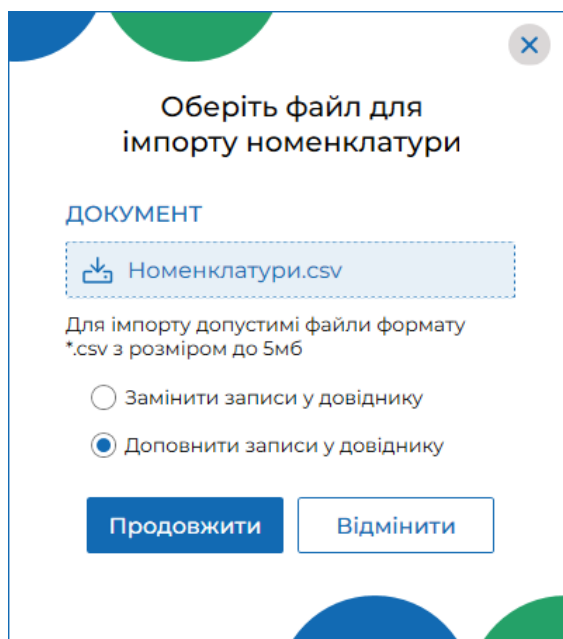 Оберіть файл для
імпорту номенклатури
ДОКУМЕНТ
Номенклатури.csv
Для імпорту допустимі файли формату
*.csv з розміром до 5мб
Замінити записи у довіднику
Доповнити записи у довіднику
Продовжити
Відмінити